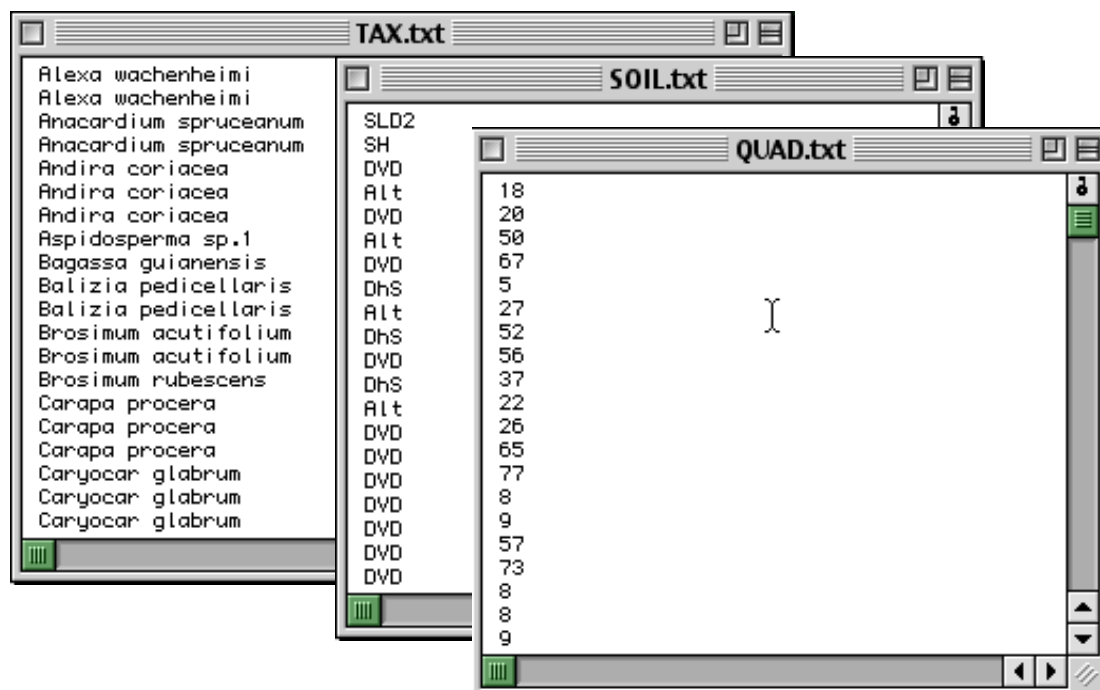 TAX.txt
Alexa wachenheimi
Alexa wachenheimi
Anacardium spruceanum
Anacardium spruceanum
Andira coriacea
Andira coriacea
Andira coriacea
Aspidosperma sp.1
Bagassa guianensis
Balizia pedicellaris
Balizia pedicellaris
Brosimum acutifolium
Brosimum acutifolium
Brosimum rubescens
Carapa procera
Carapa procera
Carapa procera
Caryocar glabrum
Caryocar glabrum
Caryocar glabrum
SOIL.txt
SLD2
SH
DVD
Alt
DVD
Alt
DVD
DhS
Alt
DhS
DVD
DhS
Alt
DVD
DVD
DVD
DVD
DVD
DVD
DVD
QUAD.txt
18
20
50
67
5
27
52
56
37
22
26
65
77
8
9
57
73
8
8
9